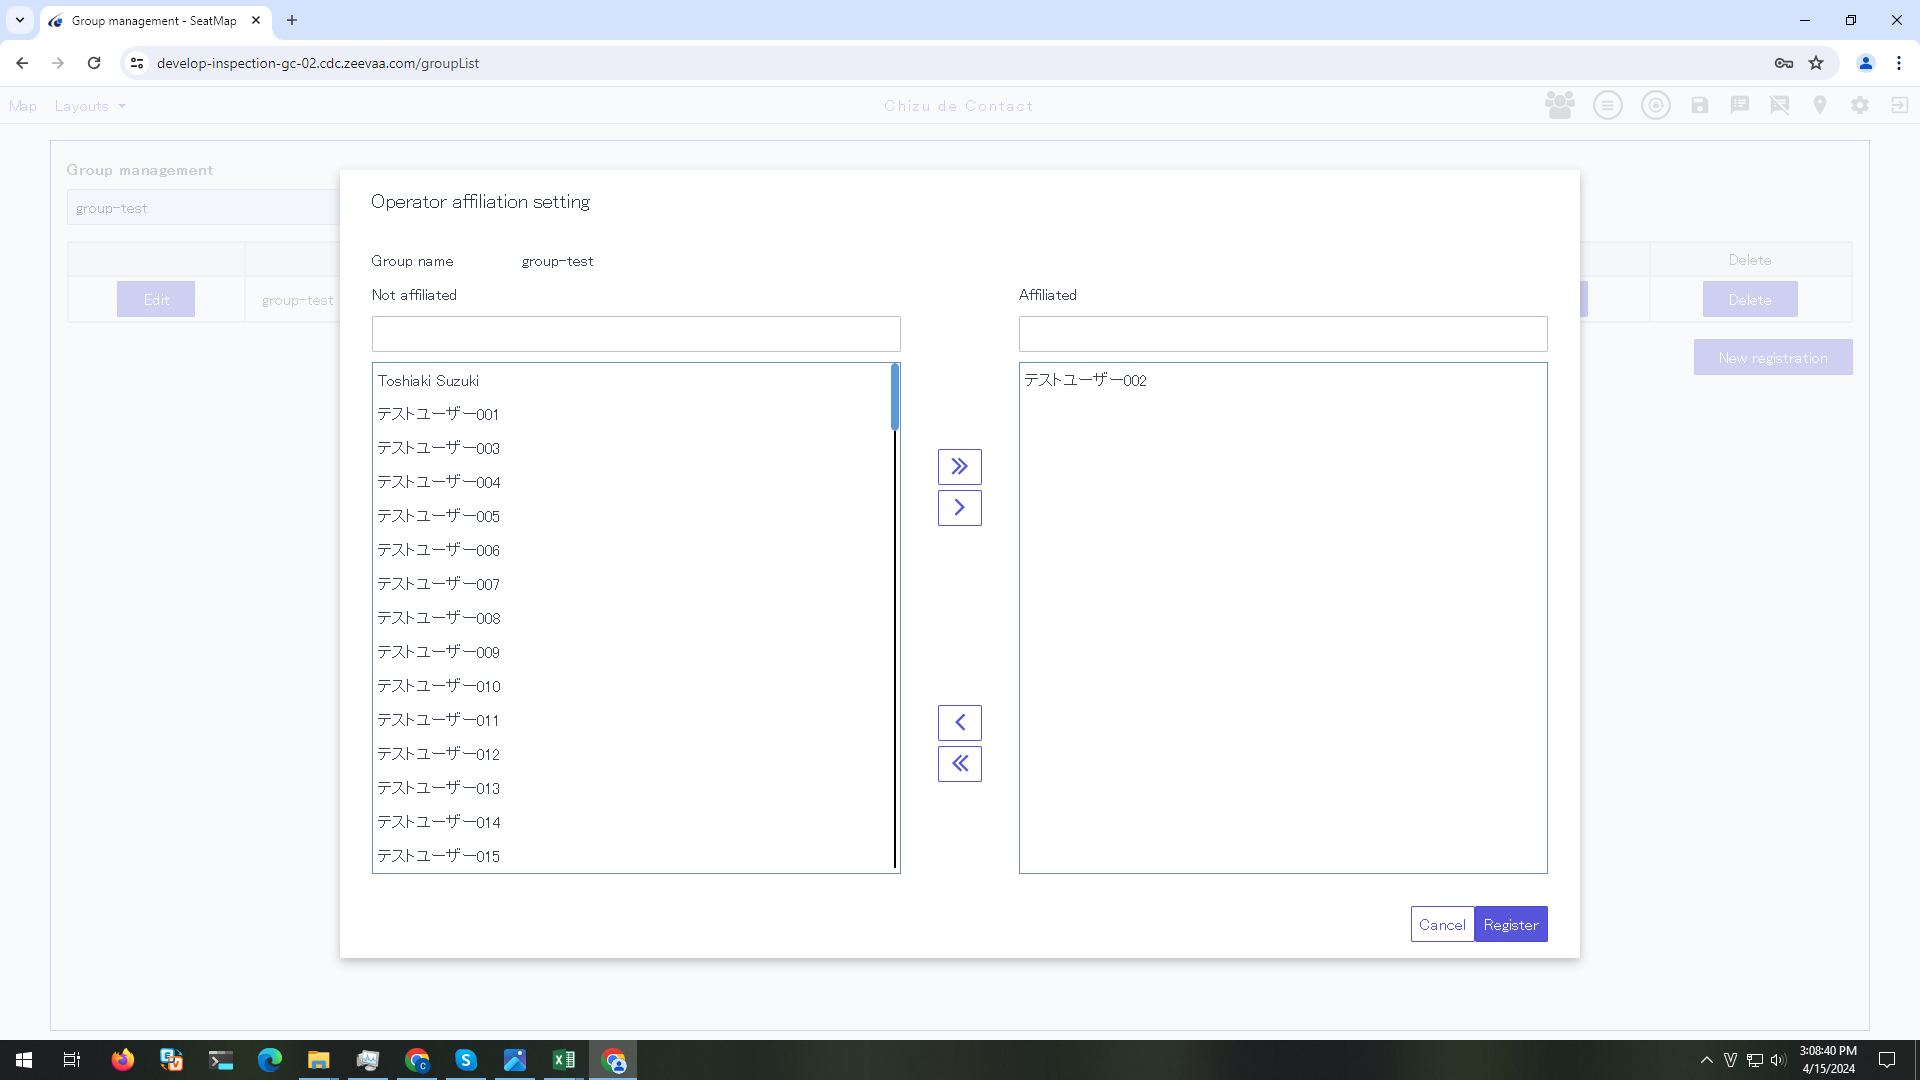 Group management - SeatMap
develop-inspection-gc-02.cdc.zeevaa.com/groupList
Map Layouts Chizu de Contact
Group management
group-test
Delete
Edit group-test Delete
New registration
Operator affiliation setting
Group name group-test
Not affiliated Affiliated
Toshiaki Suzuki テストユーザー002
テストユーザー001
テストユーザー003
テストユーザー004
テストユーザー005
テストユーザー006
テストユーザー007
テストユーザー008
テストユーザー009
テストユーザー010
テストユーザー011
テストユーザー012
テストユーザー013
テストユーザー014
テストユーザー015
Cancel Register
3:08:40 PM
4/15/2024